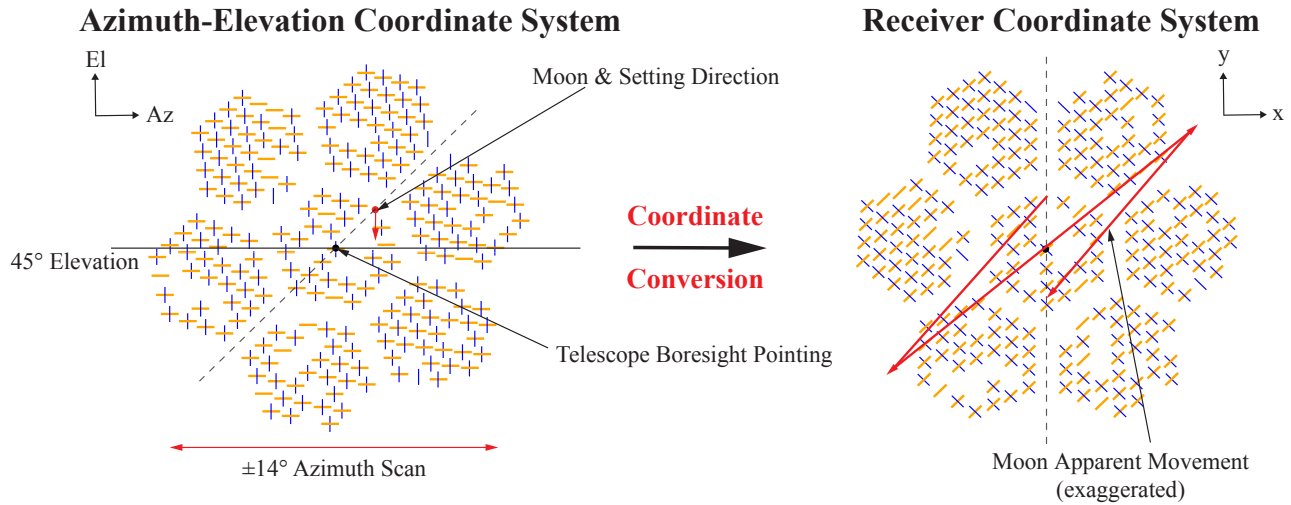 Azimuth-Elevation Coordinate System
Receiver Coordinate System
El
Az
Moon & Setting Direction
y
x
45° Elevation
Coordinate
Conversion
Telescope Boresight Pointing
±14° Azimuth Scan
Moon Apparent Movement
(exaggerated)